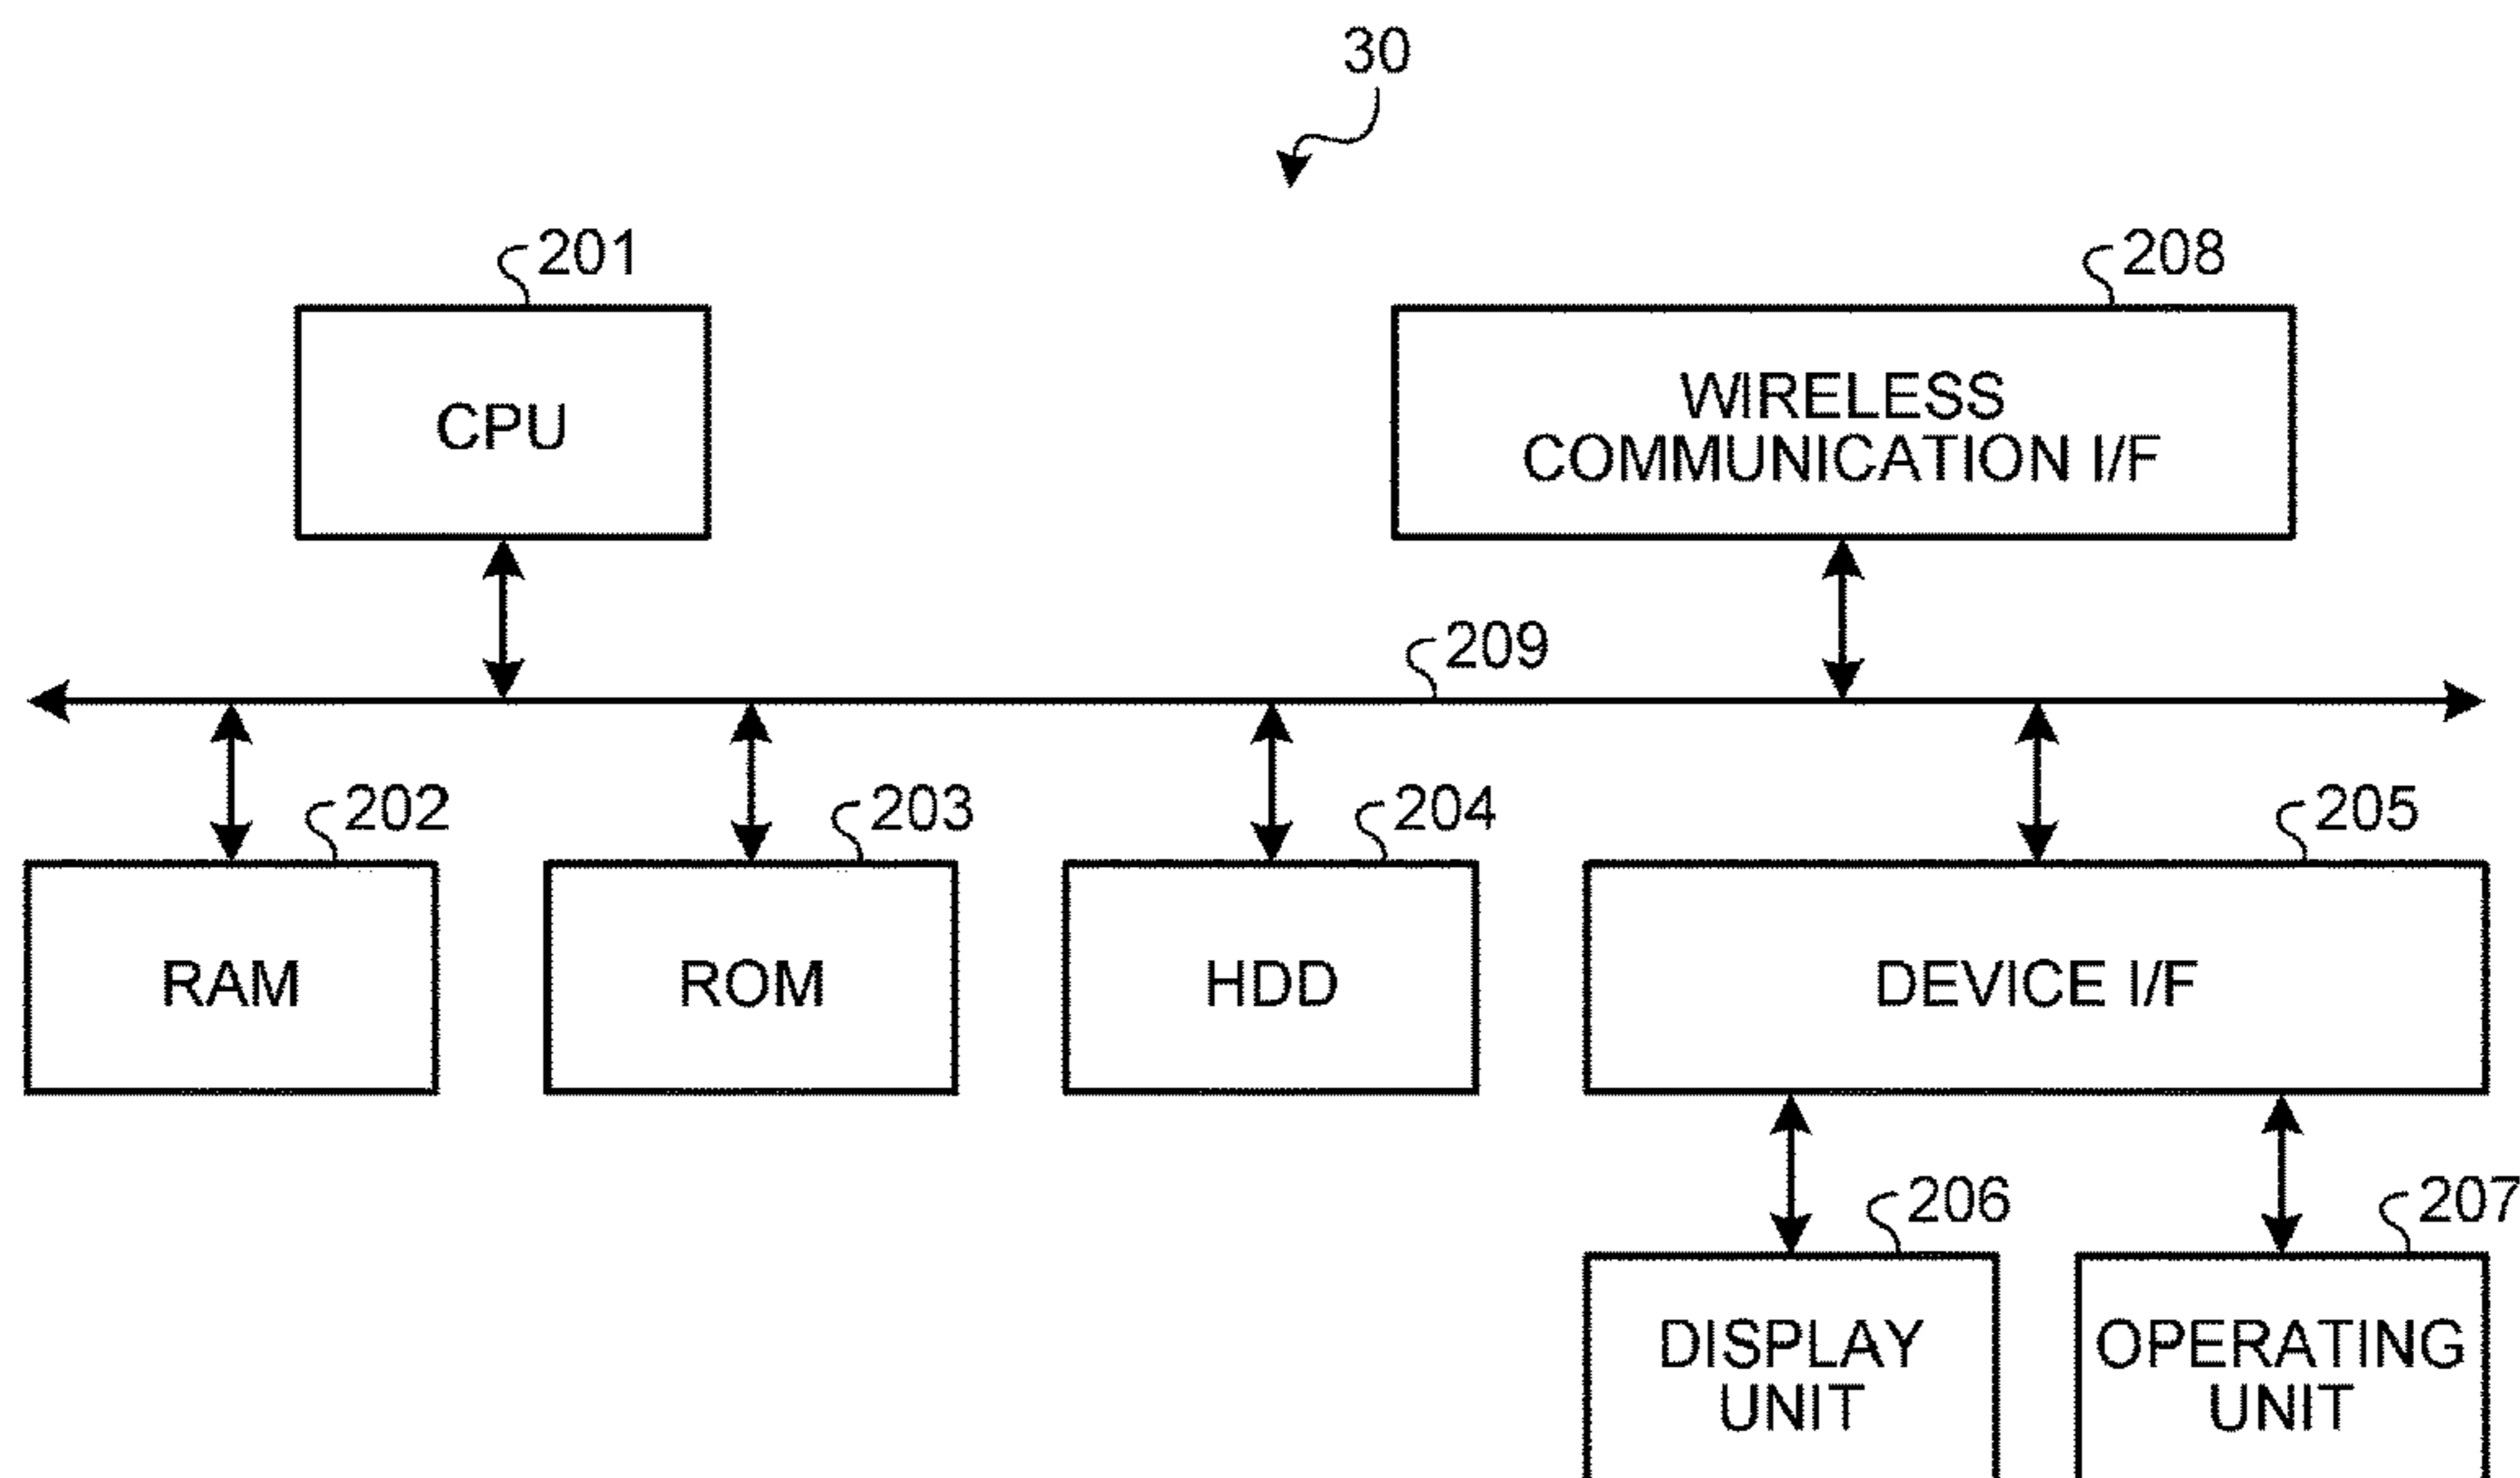 30
201
208
CPU
WIRELESS
COMMUNICATION I/F
209
202
203
204
205
RAM
ROM
HDD
DEVICE I/F
206
207
DISPLAY
UNIT
OPERATING
UNIT